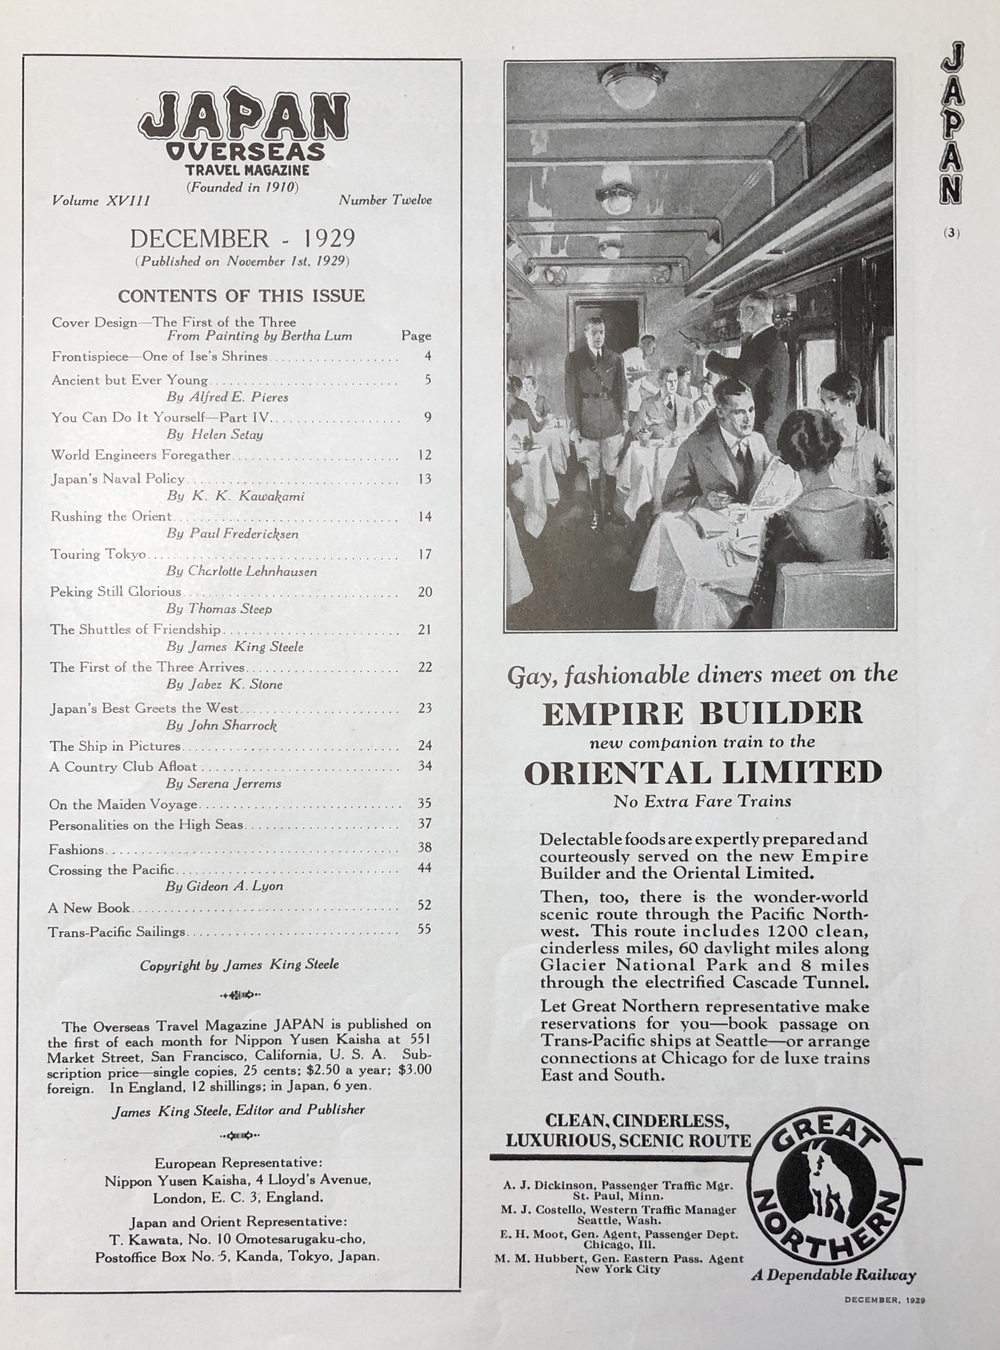 JAPAN
OVERSEAS
TRAVEL MAGAZINE
(Founded in 1910)
Volume XVIII Number Twelve
DECEMBER - 1929
(Published on November 1st, 1929)
CONTENTS OF THIS ISSUE
Cover Design—The First of the Three
From Painting by Bertha Lum Page
Frontispiece—One of Ise's Shrines 4
Ancient but Ever Young 5
By Alfred E. Pieres
You Can Do It Yourself—Part IV. 9
By Helen Setay
World Engineers Foregather 12
Japan's Naval Policy 13
By K. K. Kawakami
Rushing the Orient 14
By Paul Fredericksen
Touring Tokyo 17
By Charlotte Lehnhausen
Peking Still Glorious 20
By Thomas Steep
The Shuttles of Friendship 21
By James King Steele
The First of the Three Arrives 22
By Jabez K. Stone
Japan's Best Greets the West 23
By John Sharrock
The Ship in Pictures 24
A Country Club Afloat 34
By Serena Jerrems
On the Maiden Voyage 35
Personalities on the High Seas 37
Fashions 38
Crossing the Pacific 44
By Gideon A. Lyon
A New Book 52
Trans-Pacific Sailings 55
Copyright by James King Steele
The Overseas Travel Magazine JAPAN is published on
the first of each month for Nippon Yusen Kaisha at 551
Market Street, San Francisco, California, U. S. A. Sub-
scription price—single copies, 25 cents; $2.50 a year; $3.00
foreign. In England, 12 shillings; in Japan, 6 yen.
James King Steele, Editor and Publisher
European Representative:
Nippon Yusen Kaisha, 4 Lloyd's Avenue,
London, E. C. 3, England.
Japan and Orient Representative:
T. Kawata, No. 10 Omotesarugaku-cho,
Postoffice Box No. 5, Kanda, Tokyo, Japan.
JAPAN
(3)
Gay, fashionable diners meet on the
EMPIRE BUILDER
new companion train to the
ORIENTAL LIMITED
No Extra Fare Trains
Delectable foods are expertly prepared and
courteously served on the new Empire
Builder and the Oriental Limited.
Then, too, there is the wonder-world
scenic route through the Pacific North-
west. This route includes 1200 clean,
cinderless miles, 60 daylight miles along
Glacier National Park and 8 miles
through the electrified Cascade Tunnel.
Let Great Northern representative make
reservations for you—book passage on
Trans-Pacific ships at Seattle—or arrange
connections at Chicago for de luxe trains
East and South.
CLEAN, CINDERLESS,
LUXURIOUS, SCENIC ROUTE
A. J. Dickinson, Passenger Traffic Mgr.
St. Paul, Minn.
M. J. Costello, Western Traffic Manager
Seattle, Wash.
E. H. Moot, Gen. Agent, Passenger Dept.
Chicago, Ill.
M. M. Hubbert, Gen. Eastern Pass. Agent
New York City
GREAT
NORTHERN
A Dependable Railway
DECEMBER, 1929